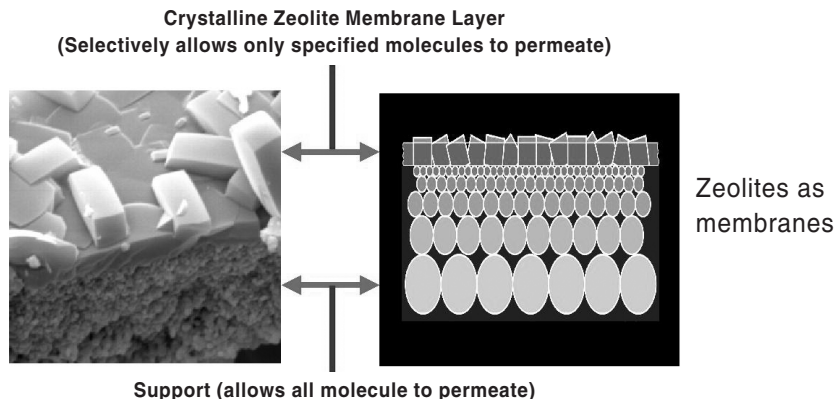 Crystalline Zeolite Membrane Layer
(Selectively allows only specified molecules to permeate)
Zeolites as
membranes
Support (allows all molecule to permeate)